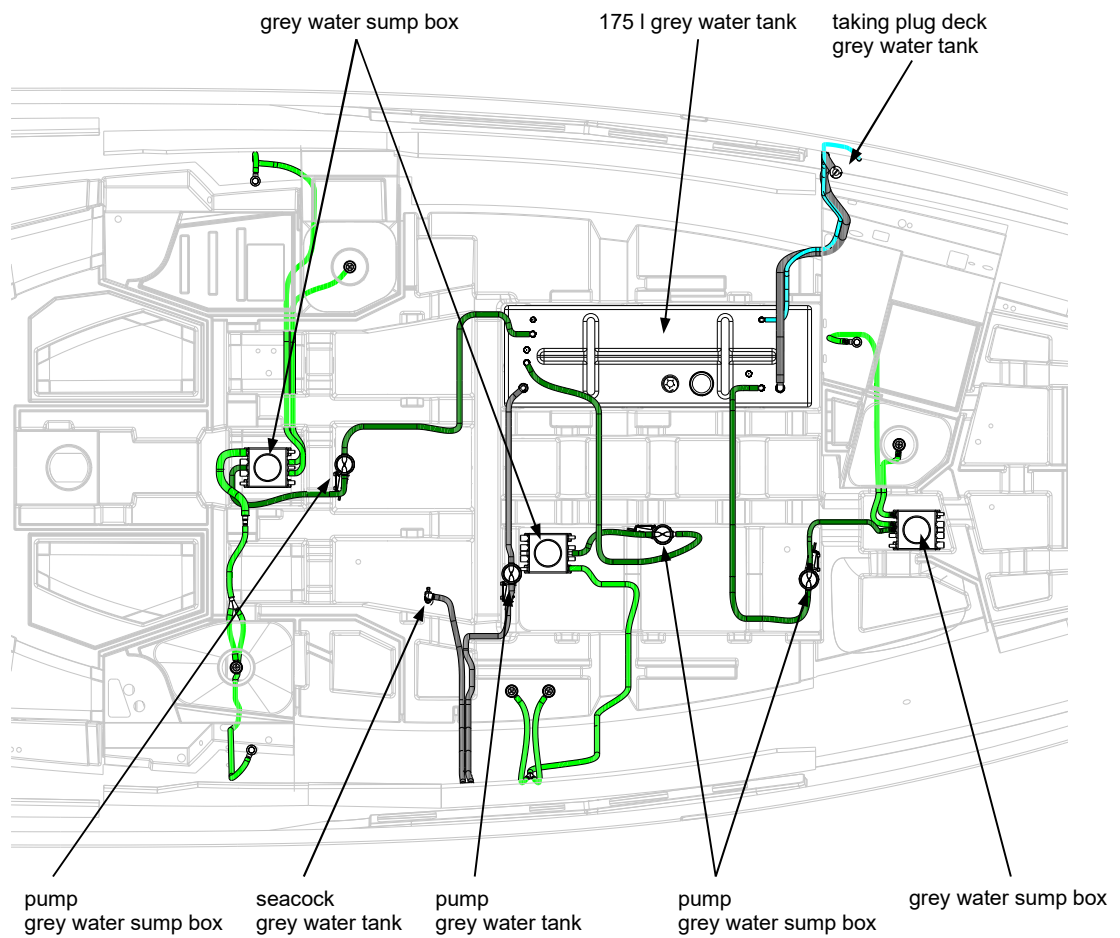 grey water sump box
175 l grey water tank
taking plug deck
grey water tank
pump
grey water sump box
seacock
grey water tank
pump
grey water tank
pump
grey water sump box
grey water sump box